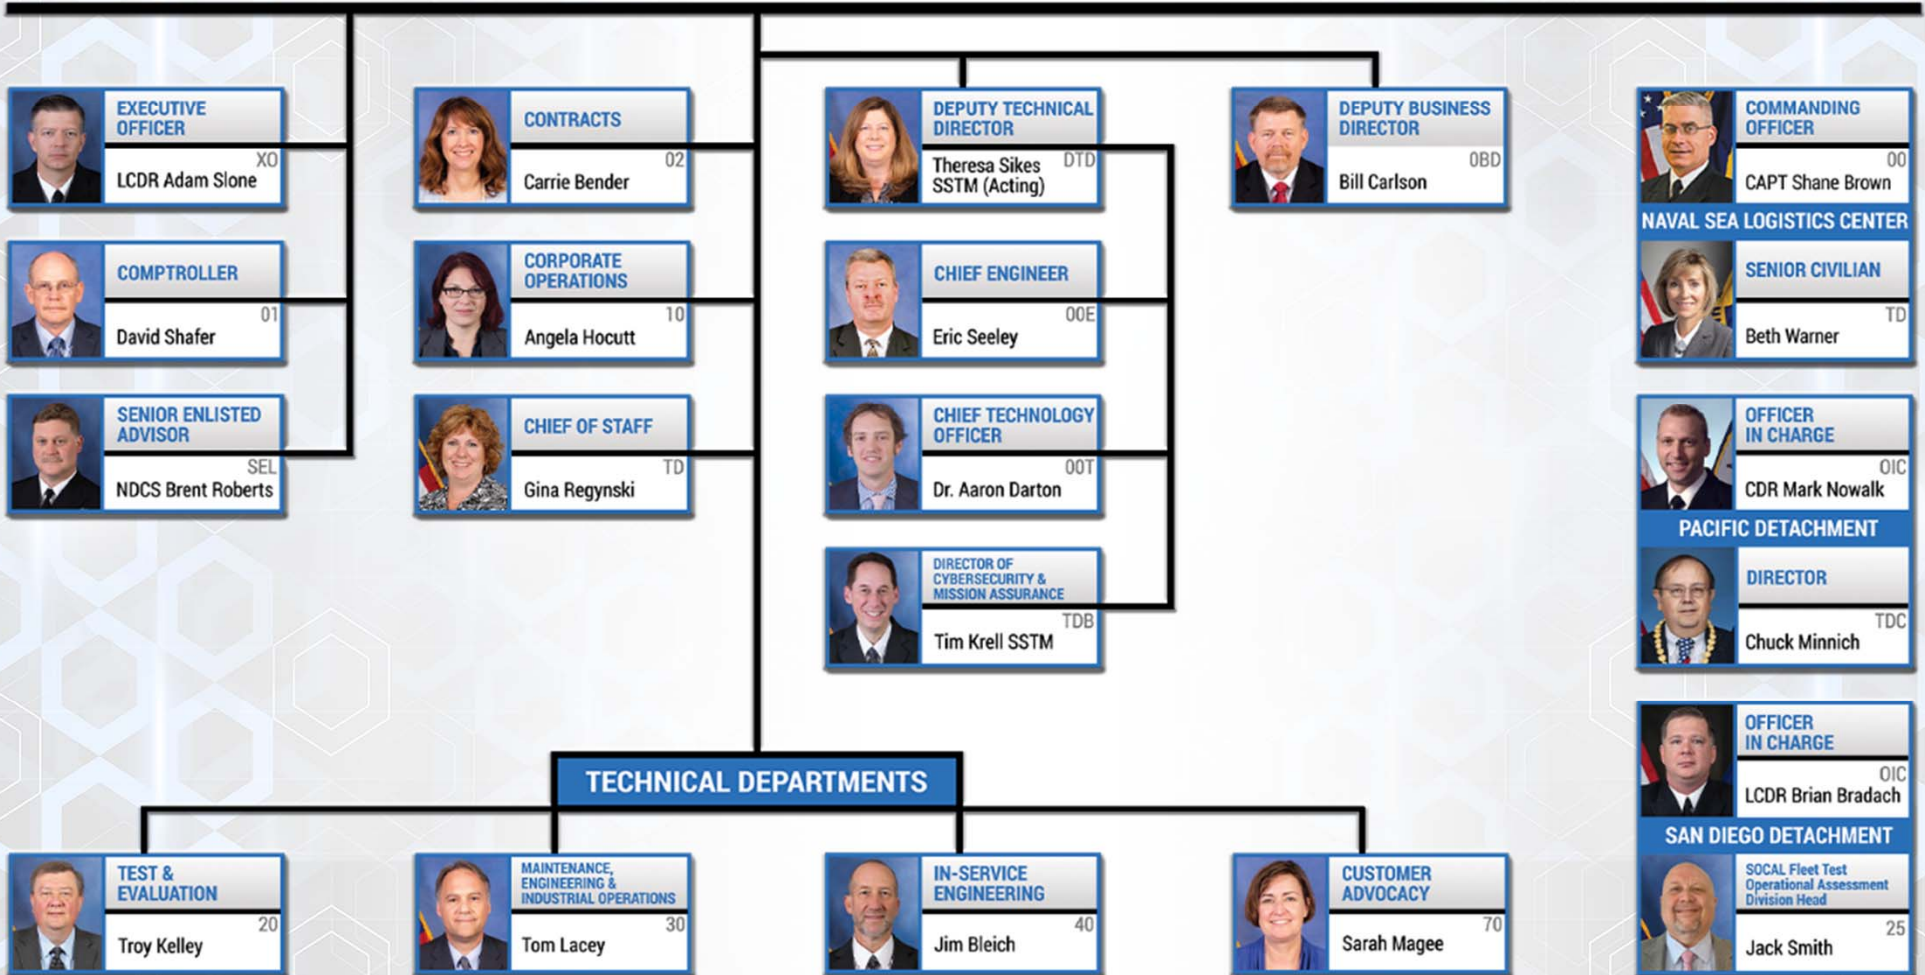 EXECUTIVE
OFFICER
XO
LCDR Adam Slone
CONTRACTS
02
Carrie Bender
DEPUTY TECHNICAL
DIRECTOR
DTD
Theresa Sikes
SSTM (Acting)
DEPUTY BUSINESS
DIRECTOR
0BD
Bill Carlson
COMMANDING
OFFICER
00
CAPT Shane Brown
NAVAL SEA LOGISTICS CENTER
COMPTROLLER
01
David Shafer
CORPORATE
OPERATIONS
10
Angela Hocutt
CHIEF ENGINEER
00E
Eric Seeley
SENIOR CIVILIAN
TD
Beth Warner
SENIOR ENLISTED
ADVISOR
SEL
NDCS Brent Roberts
CHIEF OF STAFF
TD
Gina Regynski
CHIEF TECHNOLOGY
OFFICER
00T
Dr. Aaron Darton
OFFICER
IN CHARGE
OIC
CDR Mark Nowalk
PACIFIC DETACHMENT
DIRECTOR OF
CYBERSECURITY &
MISSION ASSURANCE
TDB
Tim Krell SSTM
DIRECTOR
TDC
Chuck Minnich
OFFICER
IN CHARGE
OIC
LCDR Brian Bradach
SAN DIEGO DETACHMENT
TECHNICAL DEPARTMENTS
TEST &
EVALUATION
20
Troy Kelley
MAINTENANCE,
ENGINEERING &
INDUSTRIAL OPERATIONS
30
Tom Lacey
IN-SERVICE
ENGINEERING
40
Jim Bleich
CUSTOMER
ADVOCACY
70
Sarah Magee
SOCAL Fleet Test
Operational Assessment
Division Head
25
Jack Smith